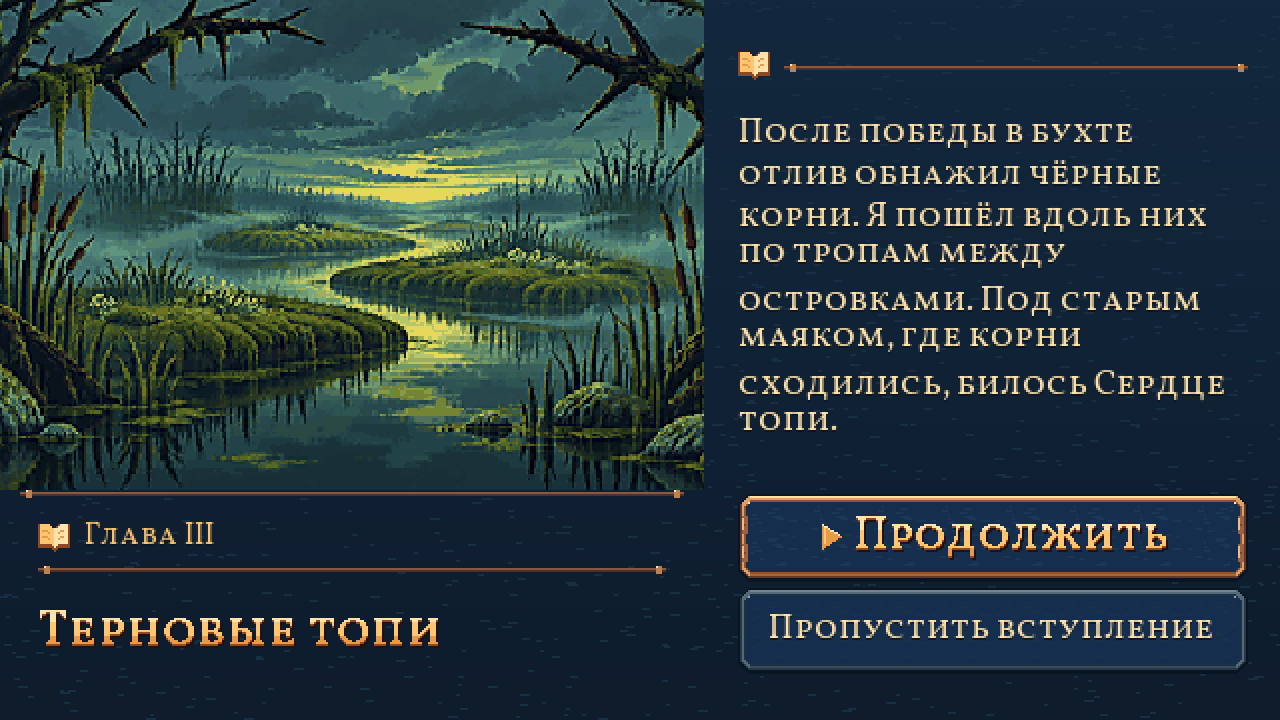 Глава III
Терновые топи
После победы в бухте
отлив обнажил чёрные
корни. Я пошёл вдоль них
по тропам между
островками. Под старым
маяком, где корни
сходились, билось Сердце
топи.
Продолжить
Пропустить вступление